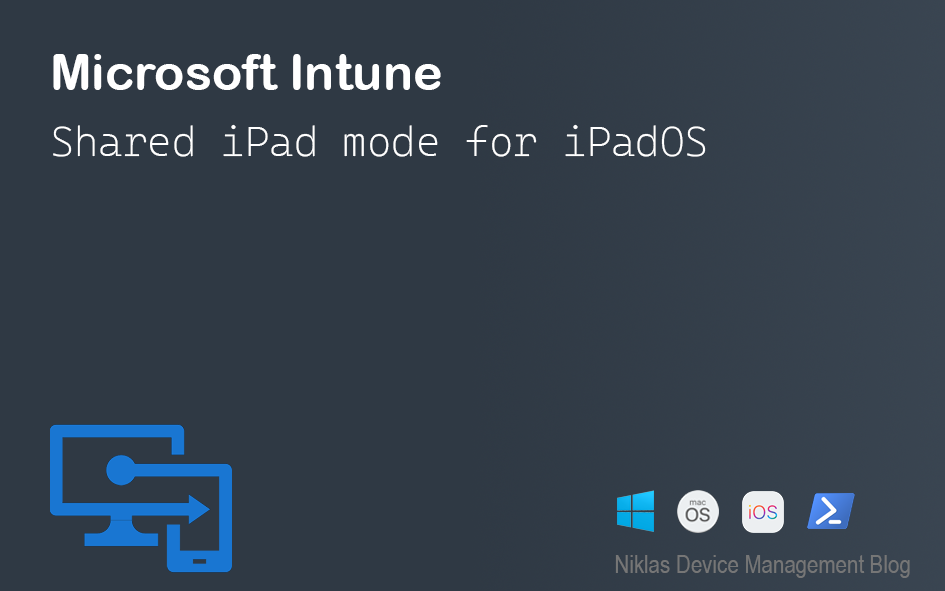 Microsoft Intune
Shared iPad mode for iPadOS
mac
OS
iOS
Niklas Device Management Blog